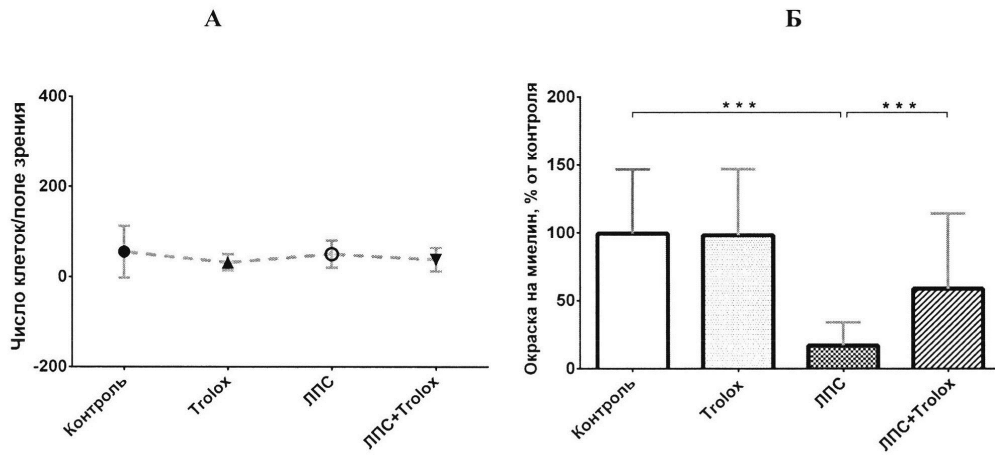 А
Число клеток/поле зрения
400
200
0
-200
Контроль
Trolox
ЛПС
ЛПС+Trolox
Б
Окраска на миелин, % от контроля
200
150
100
50
0
***
***
Контроль
Trolox
ЛПС
ЛПС+Trolox